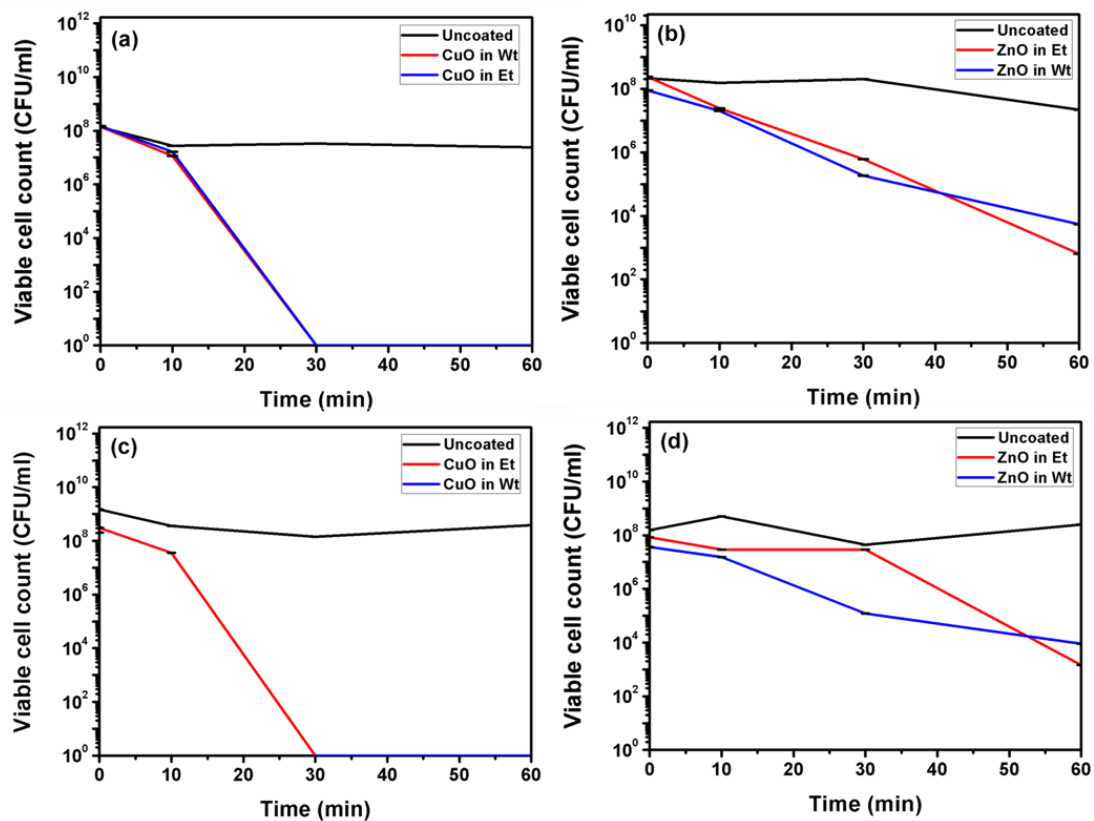 (a)
Uncoated
CuO in Wt
CuO in Et
Viable cell count (CFU/ml)
10^12
10^10
10^8
10^6
10^4
10^2
10^0
0 10 20 30 40 50 60
Time (min)
(b)
Uncoated
ZnO in Et
ZnO in Wt
Viable cell count (CFU/ml)
10^10
10^8
10^6
10^4
10^2
10^0
0 10 20 30 40 50 60
Time (min)
(c)
Uncoated
CuO in Et
CuO in Wt
Viable cell count (CFU/ml)
10^12
10^10
10^8
10^6
10^4
10^2
10^0
0 10 20 30 40 50 60
Time (min)
(d)
Uncoated
ZnO in Et
ZnO in Wt
Viable cell count (CFU/ml)
10^12
10^10
10^8
10^6
10^4
10^2
10^0
0 10 20 30 40 50 60
Time (min)